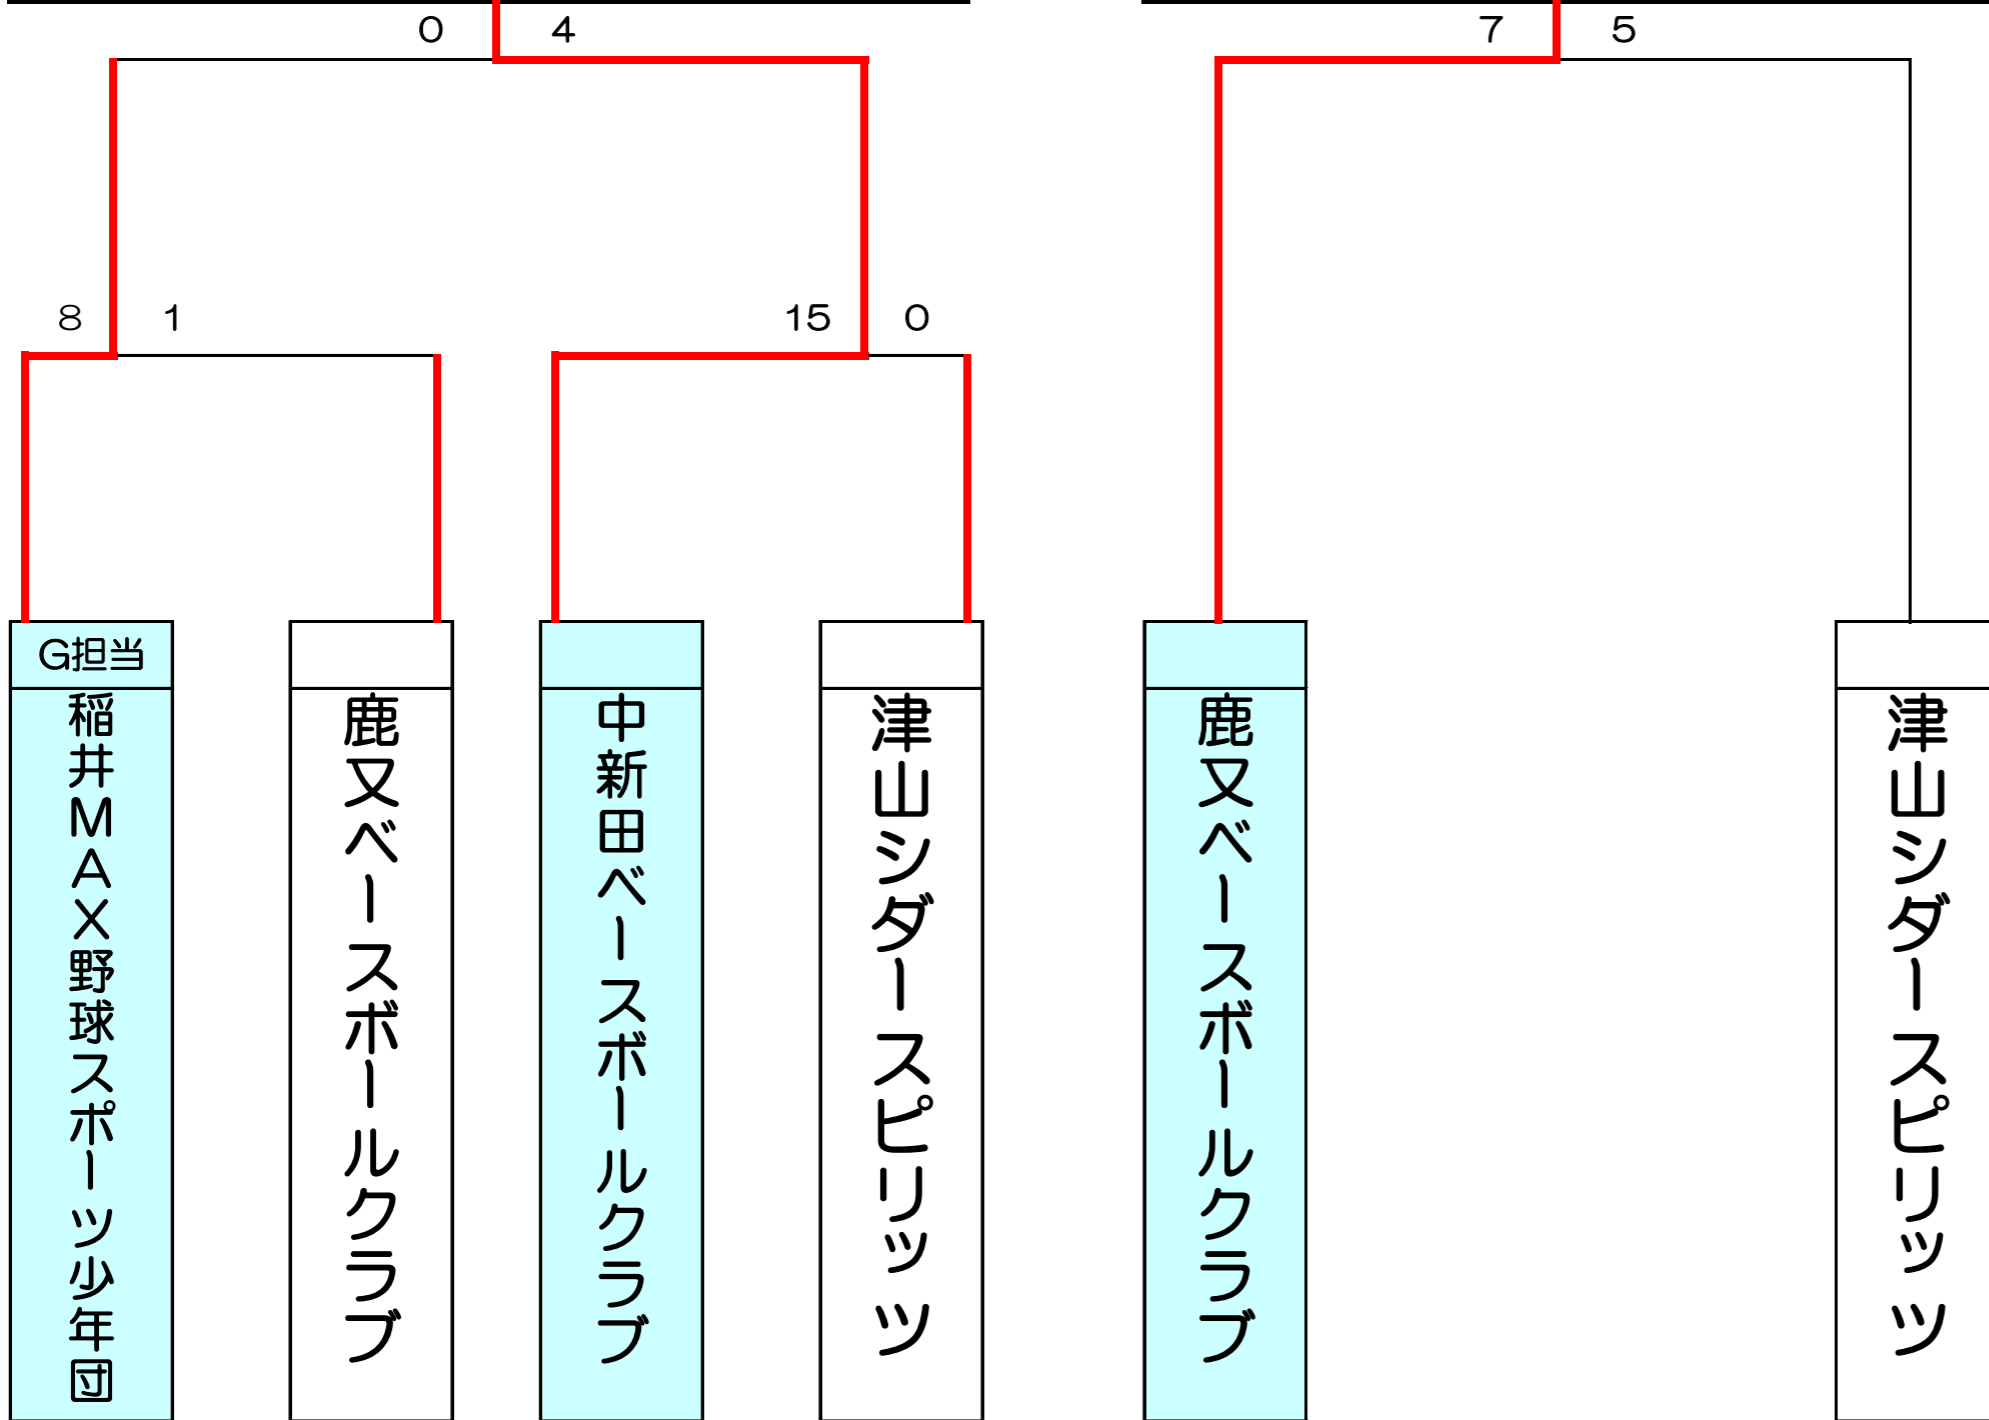 0 4
7 5
8 1
15 0
G担当
稲井MAX野球スポーツ少年団
鹿又ベースボールクラブ
中新田ベースボールクラブ
津山シダースピリッツ
鹿又ベースボールクラブ
津山シダースピリッツ